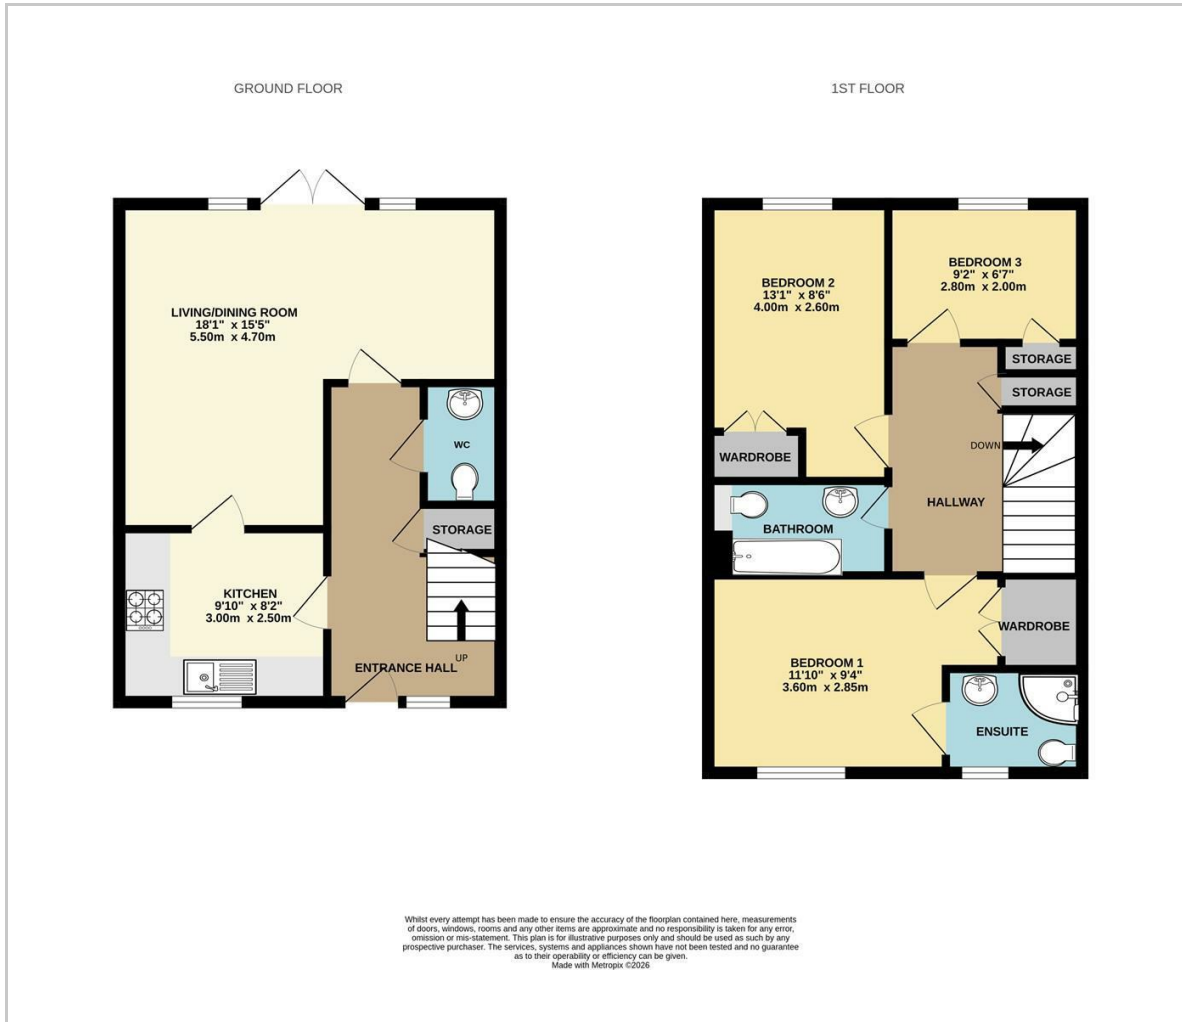 GROUND FLOOR
LIVING/DINING ROOM
18'1" x 15'5"
5.50m x 4.70m
WC
STORAGE
KITCHEN
9'10" x 8'2"
3.00m x 2.50m
UP
ENTRANCE HALL
1ST FLOOR
BEDROOM 2
13'1" x 8'6"
4.00m x 2.60m
BEDROOM 3
9'2" x 6'7"
2.80m x 2.00m
STORAGE
STORAGE
DOWN
WARDROBE
HALLWAY
BATHROOM
WARDROBE
BEDROOM 1
11'10" x 9'4"
3.60m x 2.85m
ENSUITE
Whilst every attempt has been made to ensure the accuracy of the floorplan contained here, measurements
of doors, windows, rooms and any other items are approximate and no responsibility is taken for any error,
omission or mis-statement. This plan is for illustrative purposes only and should be used as such by any
prospective purchaser. The services, systems and appliances shown have not been tested and no guarantee
as to their operability or efficiency can be given.
Made with Metropix ©2026